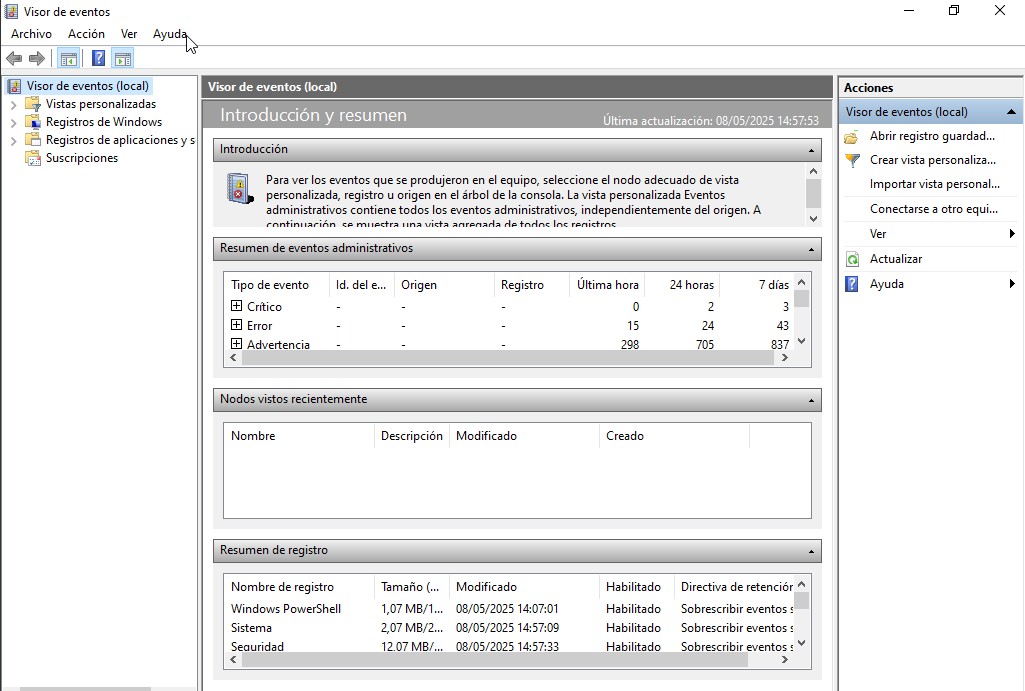 Visor de eventos
Archivo Acción Ver Ayuda
Visor de eventos (local)
Vistas personalizadas
Registros de Windows
Registros de aplicaciones y s
Suscripciones
Visor de eventos (local)
Introducción y resumen
Última actualización: 08/05/2025 14:57:53
Introducción
Para ver los eventos que se produjeron en el equipo, seleccione el nodo adecuado de vista
personalizada, registro u origen en el árbol de la consola. La vista personalizada Eventos
administrativos contiene todos los eventos administrativos, independientemente del origen. A
continuación, se muestra una vista agregada de todos los registros.
Resumen de eventos administrativos
Tipo de evento Id. del e... Origen Registro Última hora 24 horas 7 días
Crítico - - - 0 2 3
Error - - - 15 24 43
Advertencia - - - 298 705 837
Nodos vistos recientemente
Nombre Descripción Modificado Creado
Resumen de registro
Nombre de registro Tamaño (... Modificado Habilitado Directiva de retención
Windows PowerShell 1,07 MB/1... 08/05/2025 14:07:01 Habilitado Sobrescribir eventos s
Sistema 2,07 MB/2... 08/05/2025 14:57:09 Habilitado Sobrescribir eventos s
Seguridad 12,07 MB/... 08/05/2025 14:57:33 Habilitado Sobrescribir eventos s
Acciones
Visor de eventos (local)
Abrir registro guardad...
Crear vista personaliza...
Importar vista personal...
Conectarse a otro equi...
Ver
Actualizar
Ayuda